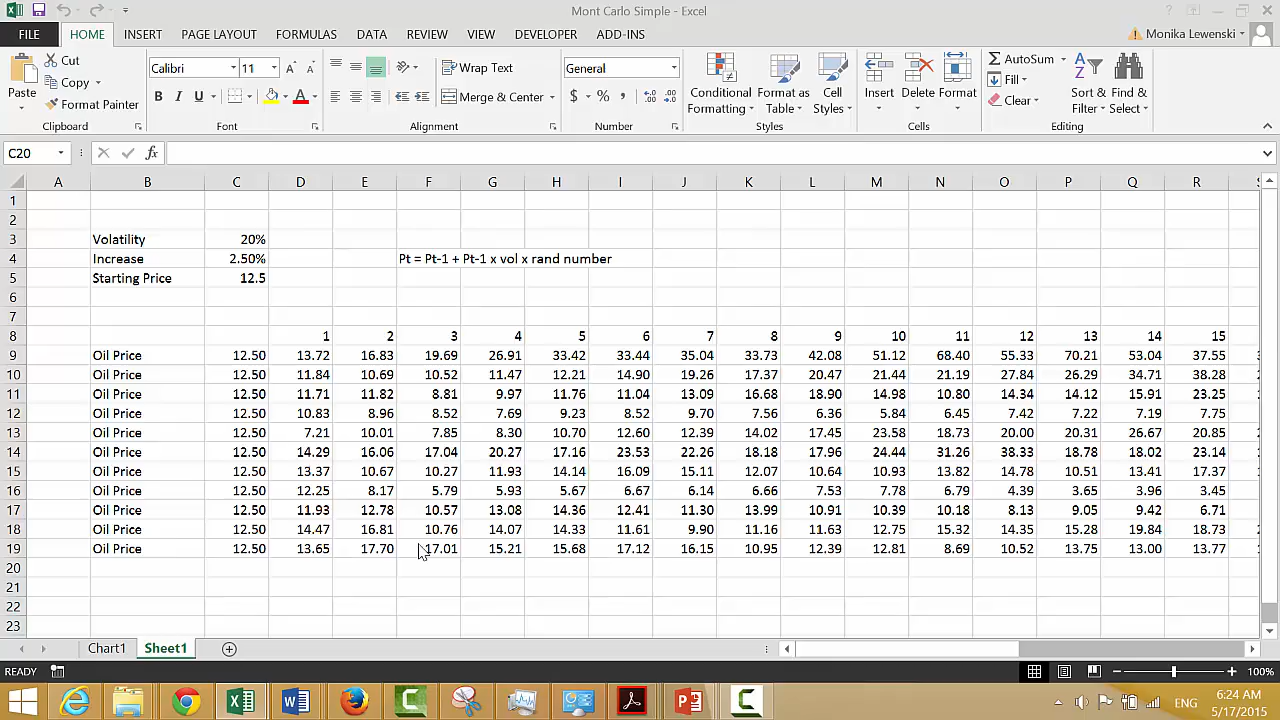 Mont Carlo Simple - Excel
FILE HOME INSERT PAGE LAYOUT FORMULAS DATA REVIEW VIEW DEVELOPER ADD-INS Monika Lewenski
Cut
Copy
Format Painter
Paste
Clipboard
Calibri 11
B I U A
Font
Wrap Text
Merge & Center
Alignment
General
$ % ,
Number
Conditional Formatting
Format as Table
Cell Styles
Styles
Insert Delete Format
Cells
AutoSum
Fill
Clear
Sort & Filter
Find & Select
Editing
C20 fx
A B C D E F G H I J K L M N O P Q R
1
2
3 Volatility 20%
4 Increase 2.50% Pt = Pt-1 + Pt-1 x vol x rand number
5 Starting Price 12.5
6
7
8 1 2 3 4 5 6 7 8 9 10 11 12 13 14 15
9 Oil Price 12.50 13.72 16.83 19.69 26.91 33.42 33.44 35.04 33.73 42.08 51.12 68.40 55.33 70.21 53.04 37.55
10 Oil Price 12.50 11.84 10.69 10.52 11.47 12.21 14.90 19.26 17.37 20.47 21.44 21.19 27.84 26.29 34.71 38.28
11 Oil Price 12.50 11.71 11.82 8.81 9.97 11.76 11.04 13.09 16.68 18.90 14.98 10.80 14.34 14.12 15.91 23.25
12 Oil Price 12.50 10.83 8.96 8.52 7.69 9.23 8.52 9.70 7.56 6.36 5.84 6.45 7.42 7.22 7.19 7.75
13 Oil Price 12.50 7.21 10.01 7.85 8.30 10.70 12.60 12.39 14.02 17.45 23.58 18.73 20.00 20.31 26.67 20.85
14 Oil Price 12.50 14.29 16.06 17.04 20.27 17.16 23.53 22.26 18.18 17.96 24.44 31.26 38.33 18.78 18.02 23.14
15 Oil Price 12.50 13.37 10.67 10.27 11.93 14.14 16.09 15.11 12.07 10.64 10.93 13.82 14.78 10.51 13.41 17.37
16 Oil Price 12.50 12.25 8.17 5.79 5.93 5.67 6.67 6.14 6.66 7.53 7.78 6.79 4.39 3.65 3.96 3.45
17 Oil Price 12.50 11.93 12.78 10.57 13.08 14.36 12.41 11.30 13.99 10.91 10.39 10.18 8.13 9.05 9.42 6.71
18 Oil Price 12.50 14.47 16.81 10.76 14.07 14.33 11.61 9.90 11.16 11.63 12.75 15.32 14.35 15.28 19.84 18.73
19 Oil Price 12.50 13.65 17.70 17.01 15.21 15.68 17.12 16.15 10.95 12.39 12.81 8.69 10.52 13.75 13.00 13.77
20
21
22
23
Chart1 Sheet1
READY 100%
ENG
6:24 AM
5/17/2015